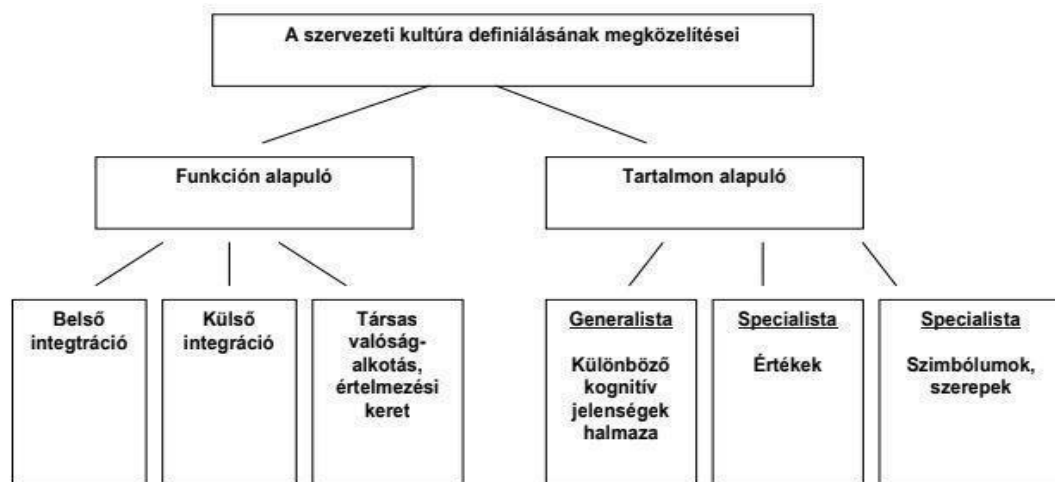 A szervezeti kultúra definiálásának megközelítései
Funkción alapuló
Tartalmon alapuló
Belső
integtráció
Külső
integráció
Társas
valóság-
alkotás,
értelmezési
keret
Generalista
Különböző
kognitív
jelenségek
halmaza
Specialista
Értékek
Specialista
Szimbólumok,
szerepek